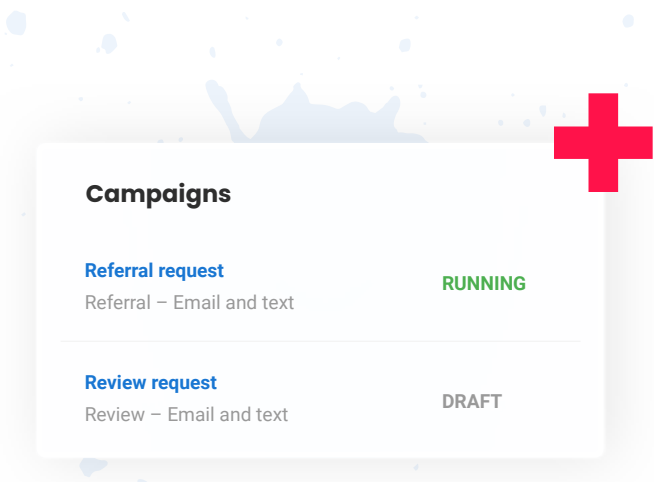 Campaigns
Referral request
Referral – Email and text
RUNNING
Review request
Review – Email and text
DRAFT